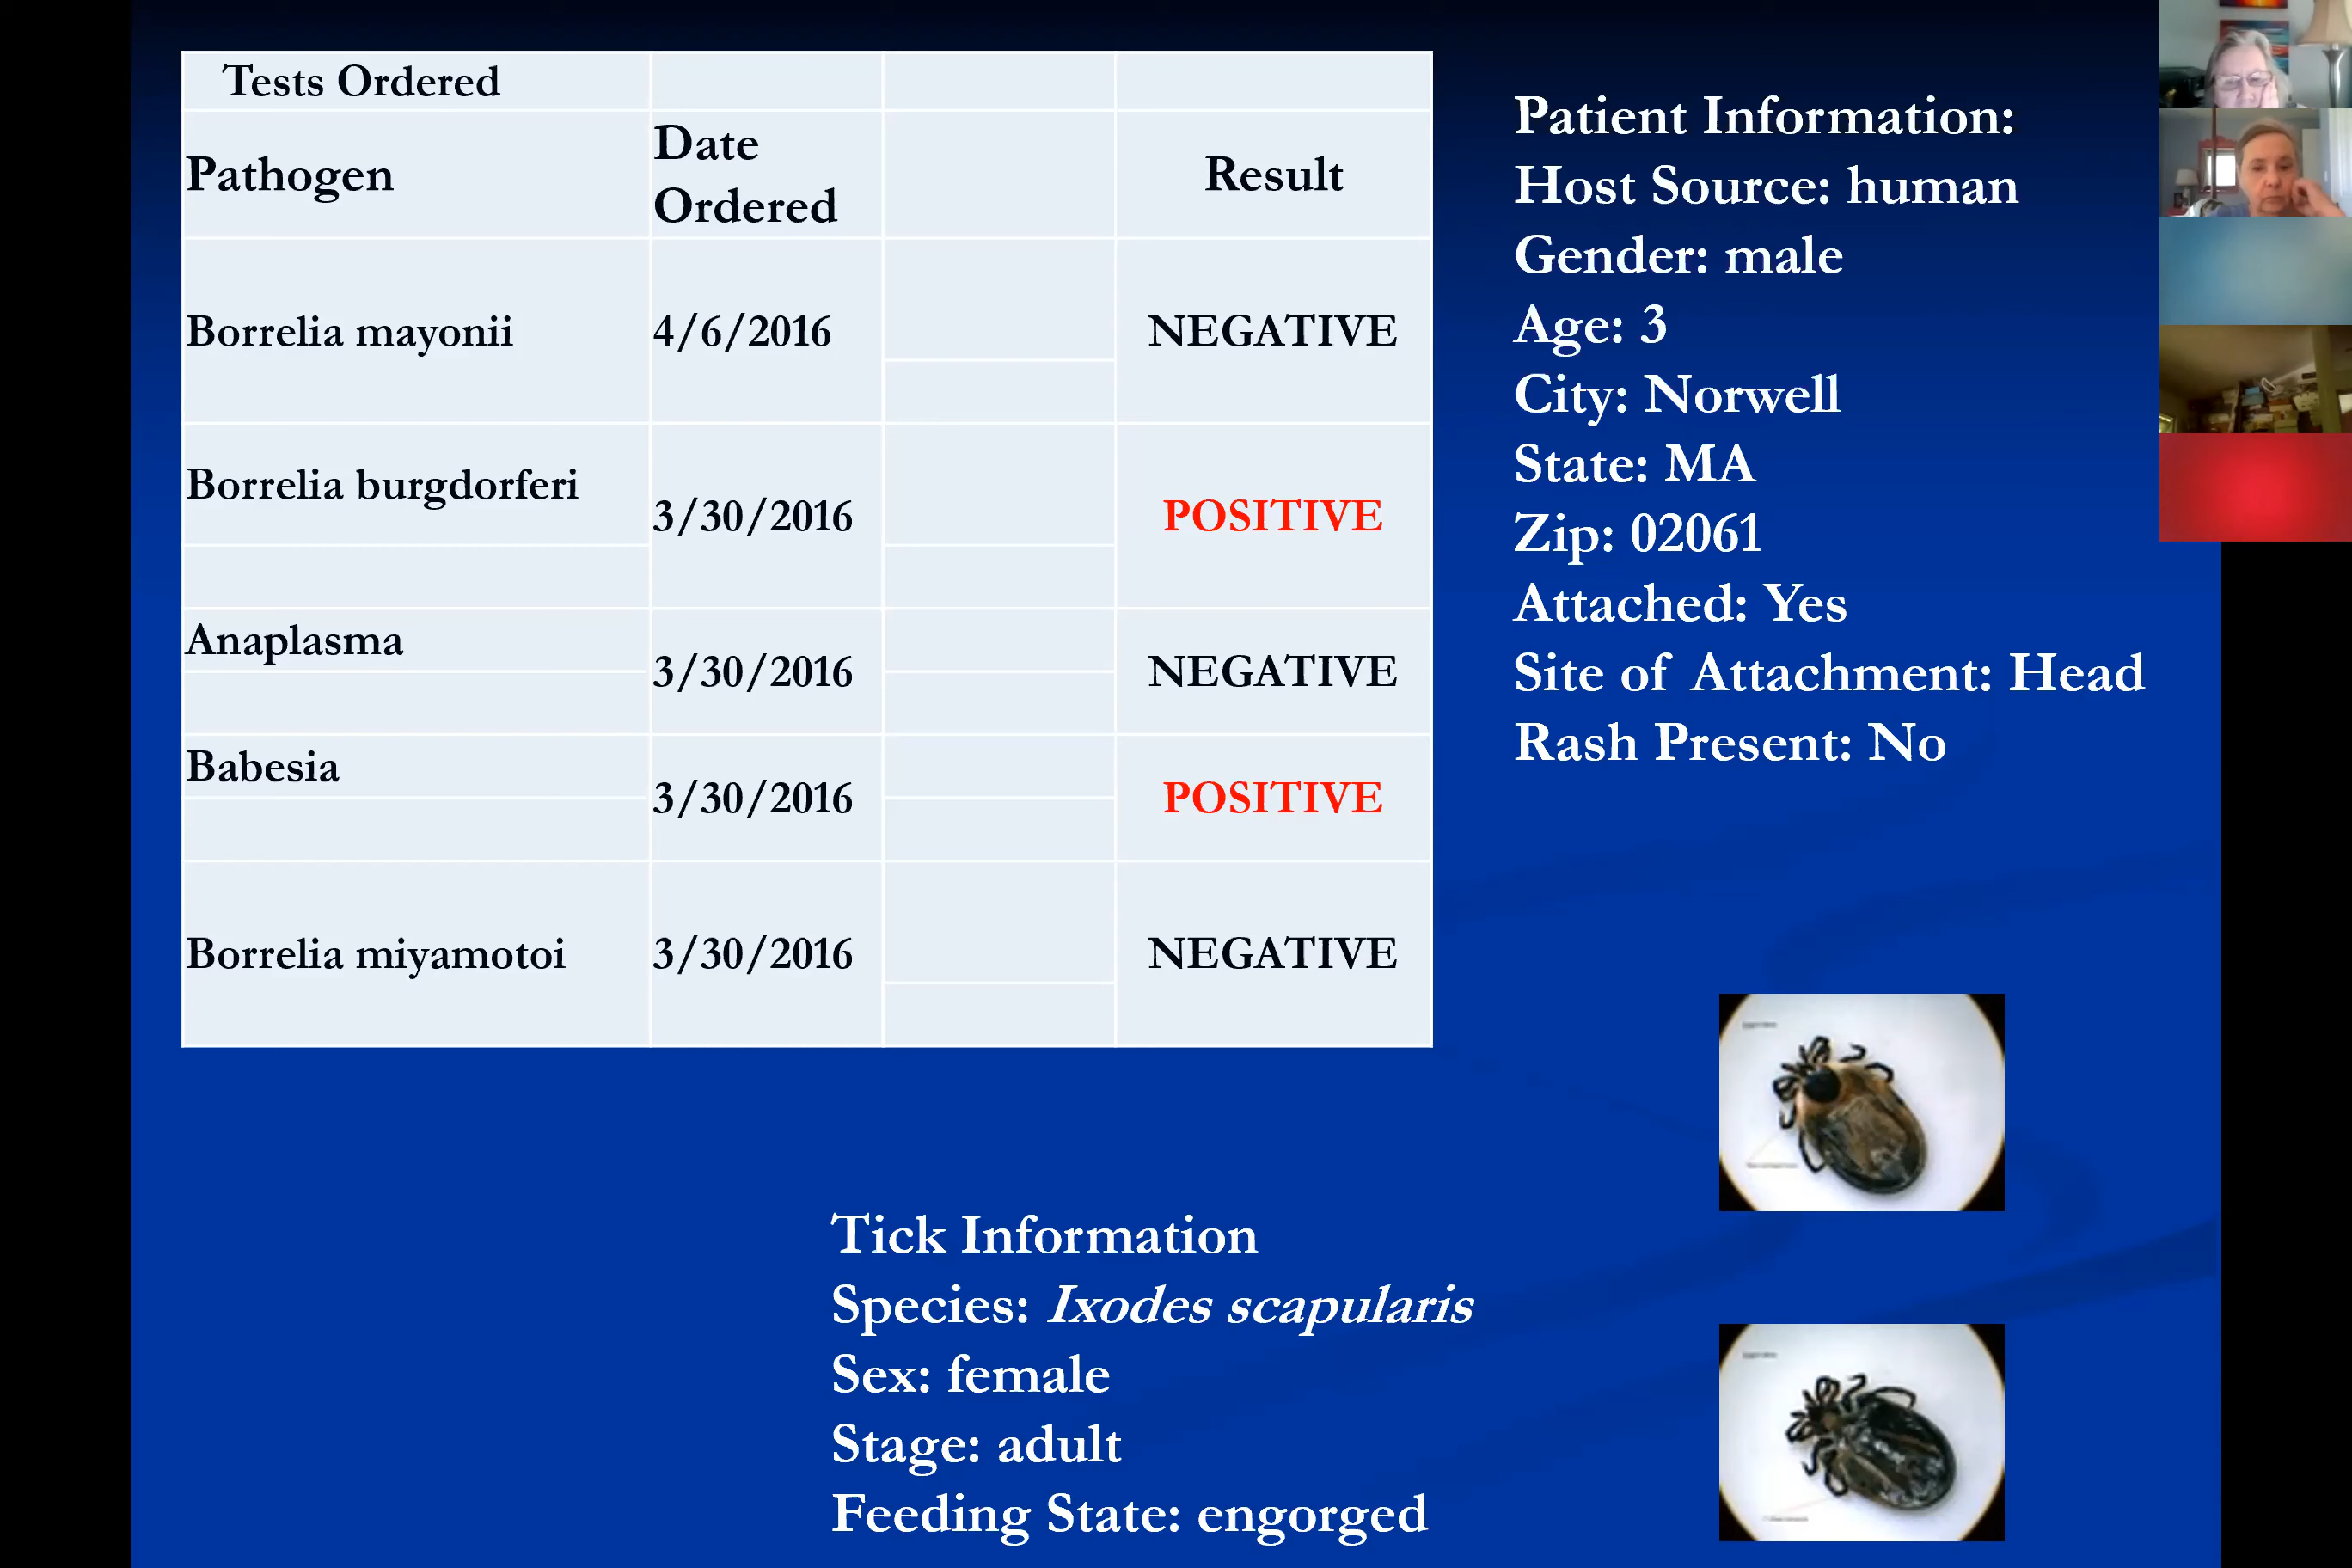 Tests Ordered
Pathogen Date Ordered Result
Borrelia mayonii 4/6/2016 NEGATIVE
Borrelia burgdorferi 3/30/2016 POSITIVE
Anaplasma 3/30/2016 NEGATIVE
Babesia 3/30/2016 POSITIVE
Borrelia miyamotoi 3/30/2016 NEGATIVE
Patient Information:
Host Source: human
Gender: male
Age: 3
City: Norwell
State: MA
Zip: 02061
Attached: Yes
Site of Attachment: Head
Rash Present: No
Tick Information
Species: Ixodes scapularis
Sex: female
Stage: adult
Feeding State: engorged